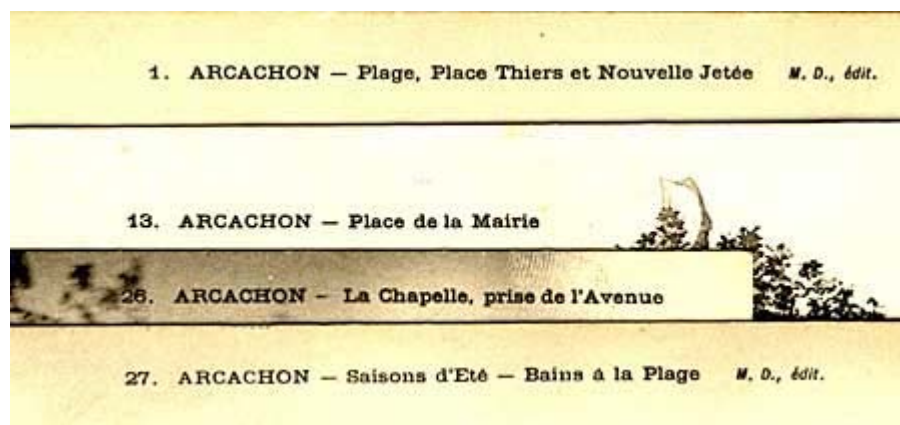 1. ARCACHON — Plage, Place Thiers et Nouvelle Jetée M. D., édit.
13. ARCACHON — Place de la Mairie
26. ARCACHON — La Chapelle, prise de l'Avenue
27. ARCACHON — Saisons d'Eté — Bains á la Plage M. D., édit.